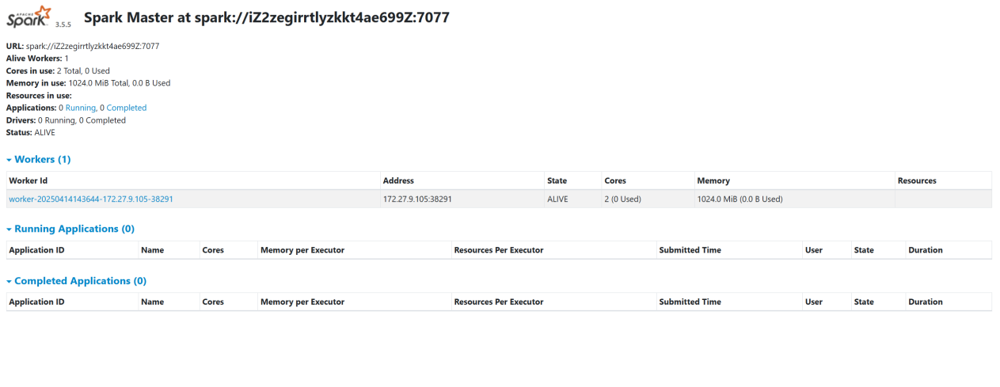 APACHE
Spark 3.5.5 Spark Master at spark://iZ2zegirrtlyzkkt4ae699Z:7077
URL: spark://iZ2zegirrtlyzkkt4ae699Z:7077
Alive Workers: 1
Cores in use: 2 Total, 0 Used
Memory in use: 1024.0 MiB Total, 0.0 B Used
Resources in use:
Applications: 0 Running, 0 Completed
Drivers: 0 Running, 0 Completed
Status: ALIVE
Workers (1)
Worker Id Address State Cores Memory Resources
worker-20250414143644-172.27.9.105-38291 172.27.9.105:38291 ALIVE 2 (0 Used) 1024.0 MiB (0.0 B Used)
Running Applications (0)
Application ID Name Cores Memory per Executor Resources Per Executor Submitted Time User State Duration
Completed Applications (0)
Application ID Name Cores Memory per Executor Resources Per Executor Submitted Time User State Duration